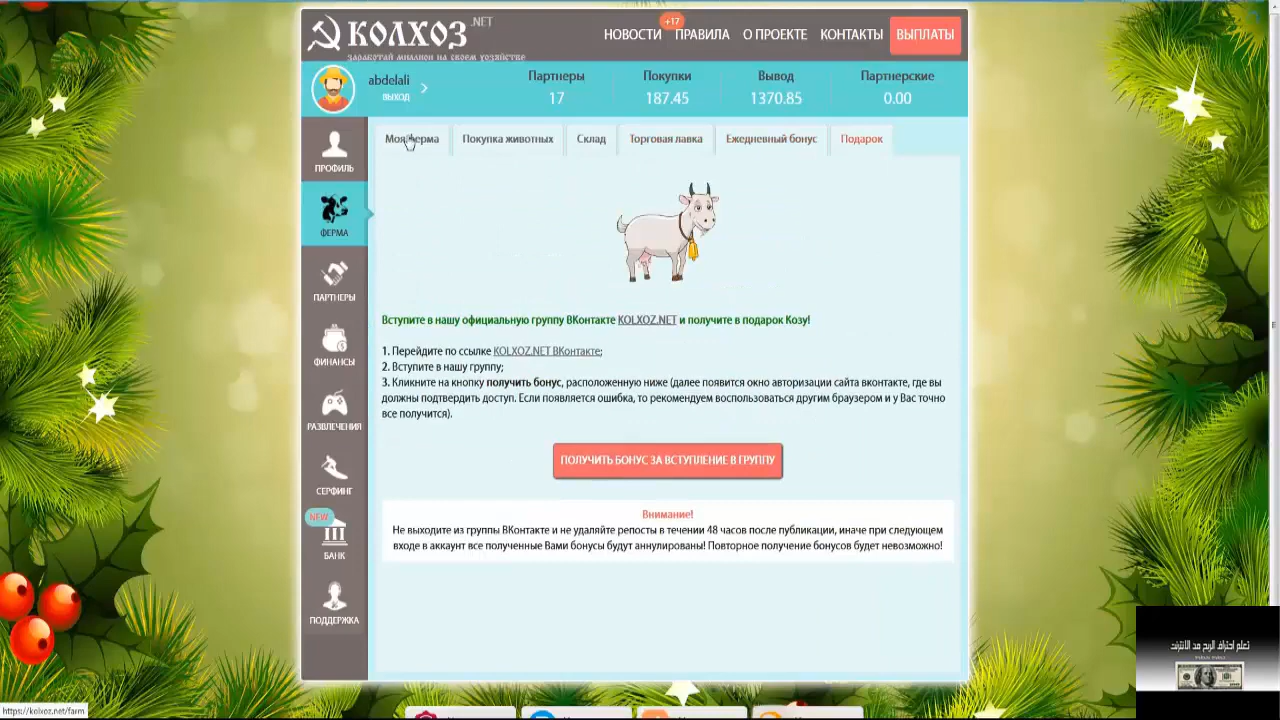 КОЛХОЗ .NET
заработай миллион на своем хозяйстве
НОВОСТИ +17 ПРАВИЛА О ПРОЕКТЕ КОНТАКТЫ ВЫПЛАТЫ
abdelali
выход
Партнеры Покупки Вывод Партнерские
17 187.45 1370.85 0.00
Моя ферма Покупка животных Склад Торговая лавка Ежедневный бонус Подарок
ПРОФИЛЬ
ФЕРМА
ПАРТНЕРЫ
ФИНАНСЫ
РАЗВЛЕЧЕНИЯ
СЕРФИНГ
NEW
БАНК
ПОДДЕРЖКА
Вступите в нашу официальную группу ВКонтакте KOLXOZ.NET и получите в подарок Козу!
1. Перейдите по ссылке KOLXOZ.NET ВКонтакте;
2. Вступите в нашу группу;
3. Кликните на кнопку получить бонус, расположенную ниже (далее появится окно авторизации сайта вконтакте, где вы
должны подтвердить доступ. Если появляется ошибка, то рекомендуем воспользоваться другим браузером и у Вас точно
все получится).
ПОЛУЧИТЬ БОНУС ЗА ВСТУПЛЕНИЕ В ГРУППУ
Внимание!
Не выходите из группы ВКонтакте и не удаляйте репосты в течении 48 часов после публикации, иначе при следующем
входе в аккаунт все полученные Вами бонусы будут аннулированы! Повторное получение бонусов будет невозможно!
تعلم احتراف الربح من الانترنت
https://kolxoz.net/farm